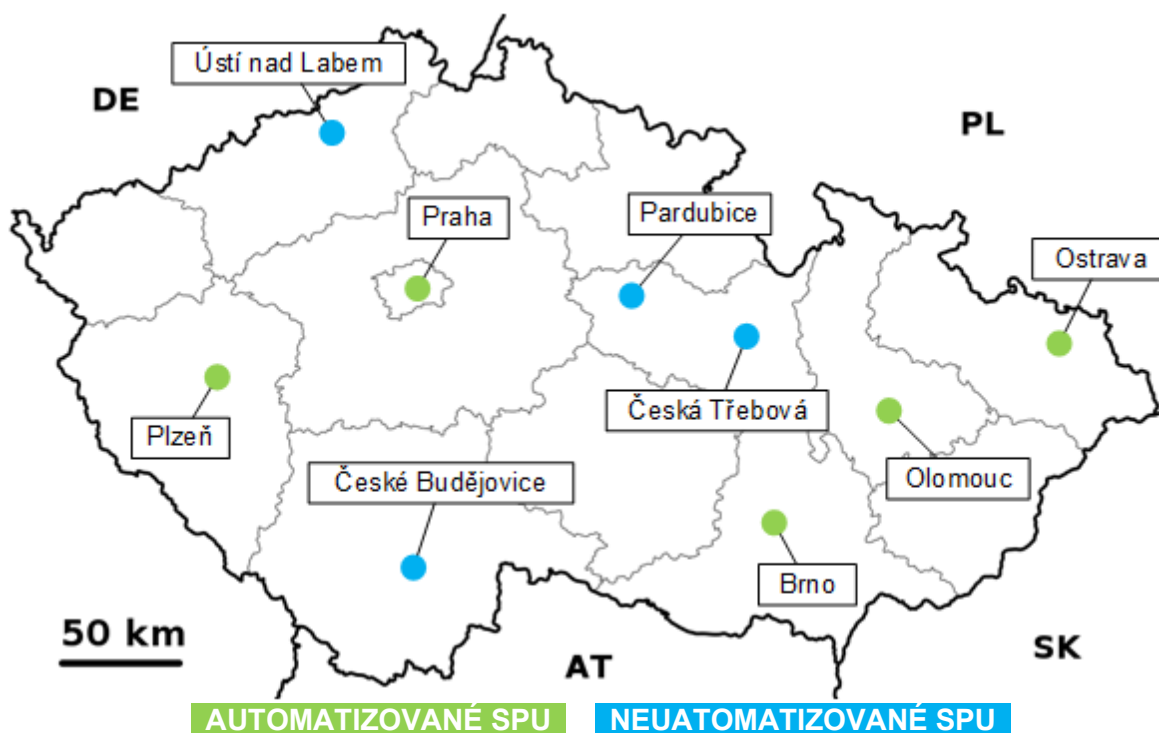 Ústí nad Labem
DE
PL
Praha
Pardubice
Ostrava
Česká Třebová
Plzeň
České Budějovice
Olomouc
Brno
50 km
AT
SK
AUTOMATIZOVANÉ SPU
NEUATOMATIZOVANÉ SPU